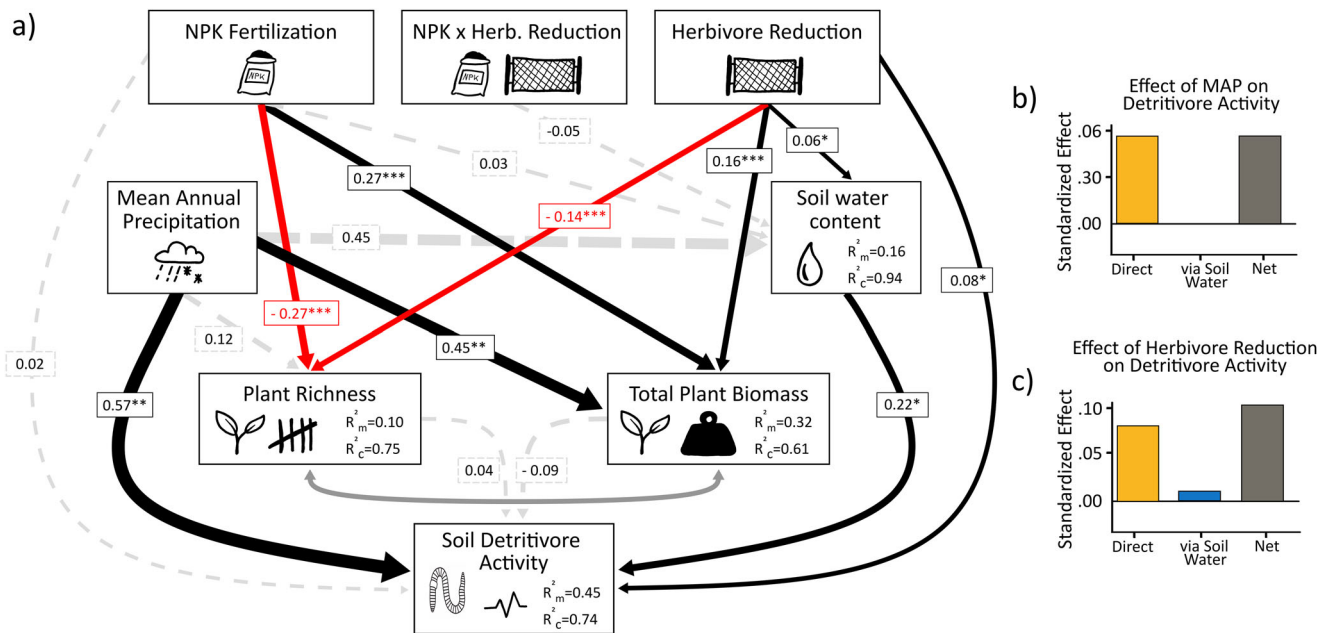 a)
NPK Fertilization
NPK
NPK x Herb. Reduction
NPK
Herbivore Reduction
-0.05
0.06*
0.03
0.16***
0.27***
Mean Annual
Precipitation
Soil water
content
R²m=0.16
R²c=0.94
- 0.14***
0.45
0.08*
- 0.27***
0.12
0.45**
0.02
0.57**
Plant Richness
R²m=0.10
R²c=0.75
Total Plant Biomass
R²m=0.32
R²c=0.61
0.22*
0.04
- 0.09
Soil Detritivore
Activity
R²m=0.45
R²c=0.74
b)
Effect of MAP on
Detritivore Activity
Standardized Effect
.06
.30
.00
Direct
via Soil
Water
Net
c)
Effect of Herbivore Reduction
on Detritivore Activity
Standardized Effect
.10
.05
.00
Direct
via Soil
Water
Net